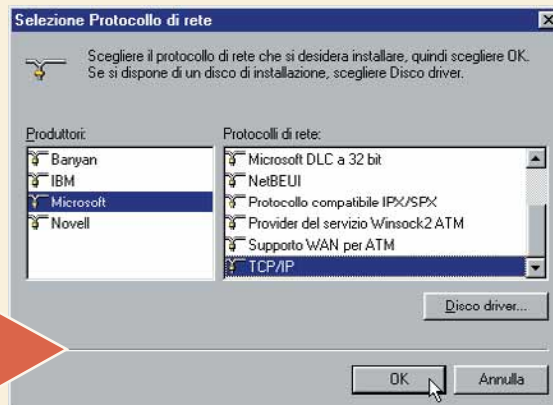 Selezione Protocollo di rete
Scegliere il protocollo di rete che si desidera installare, quindi scegliere OK.
Se si dispone di un disco di installazione, scegliere Disco driver.
Produttori:
Banyan
IBM
Microsoft
Novell
Protocolli di rete:
Microsoft DLC a 32 bit
NetBEUI
Protocollo compatibile IPX/SPX
Provider del servizio Winsock2 ATM
Supporto WAN per ATM
TCP/IP
Disco driver...
OK
Annulla